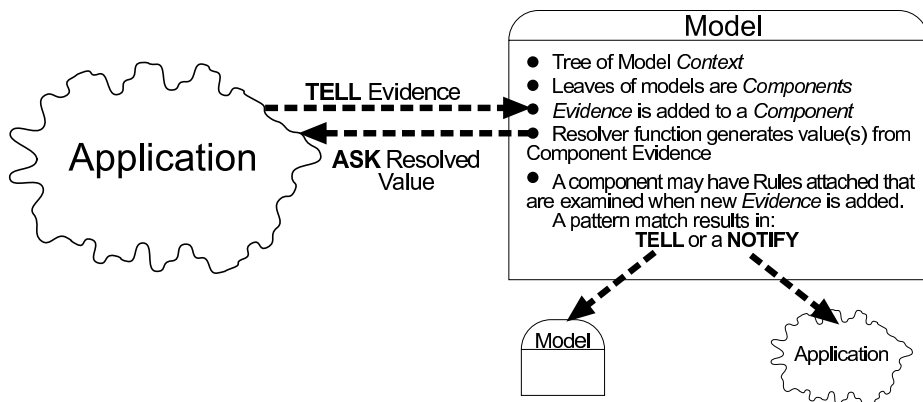 Model
Application
TELL Evidence
ASK Resolved
Value
● Tree of Model Context
● Leaves of models are Components
● Evidence is added to a Component
● Resolver function generates value(s) from
Component Evidence
● A component may have Rules attached that
are examined when new Evidence is added.
A pattern match results in:
TELL or a NOTIFY
Model
Application